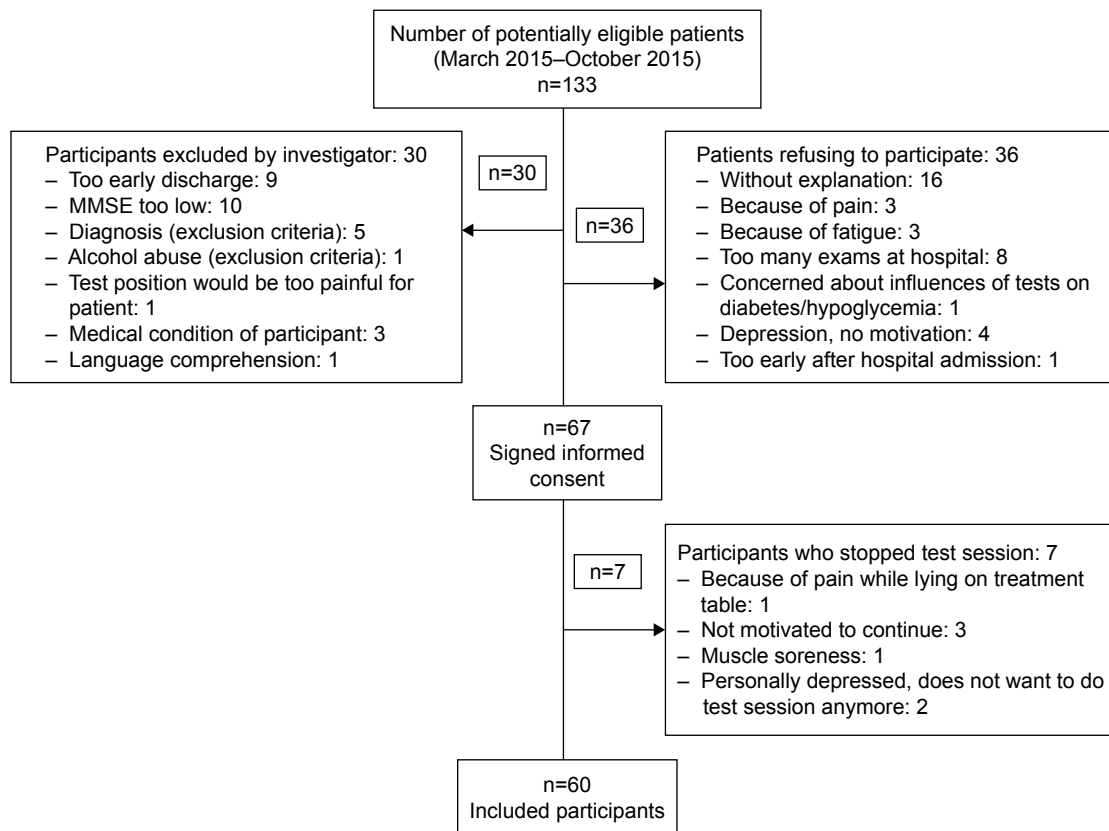 Number of potentially eligible patients
(March 2015–October 2015)
n=133
Participants excluded by investigator: 30
– Too early discharge: 9
– MMSE too low: 10
– Diagnosis (exclusion criteria): 5
– Alcohol abuse (exclusion criteria): 1
– Test position would be too painful for
patient: 1
– Medical condition of participant: 3
– Language comprehension: 1
n=30
n=36
Patients refusing to participate: 36
– Without explanation: 16
– Because of pain: 3
– Because of fatigue: 3
– Too many exams at hospital: 8
– Concerned about influences of tests on
diabetes/hypoglycemia: 1
– Depression, no motivation: 4
– Too early after hospital admission: 1
n=67
Signed informed
consent
n=7
Participants who stopped test session: 7
– Because of pain while lying on treatment
table: 1
– Not motivated to continue: 3
– Muscle soreness: 1
– Personally depressed, does not want to do
test session anymore: 2
n=60
Included participants